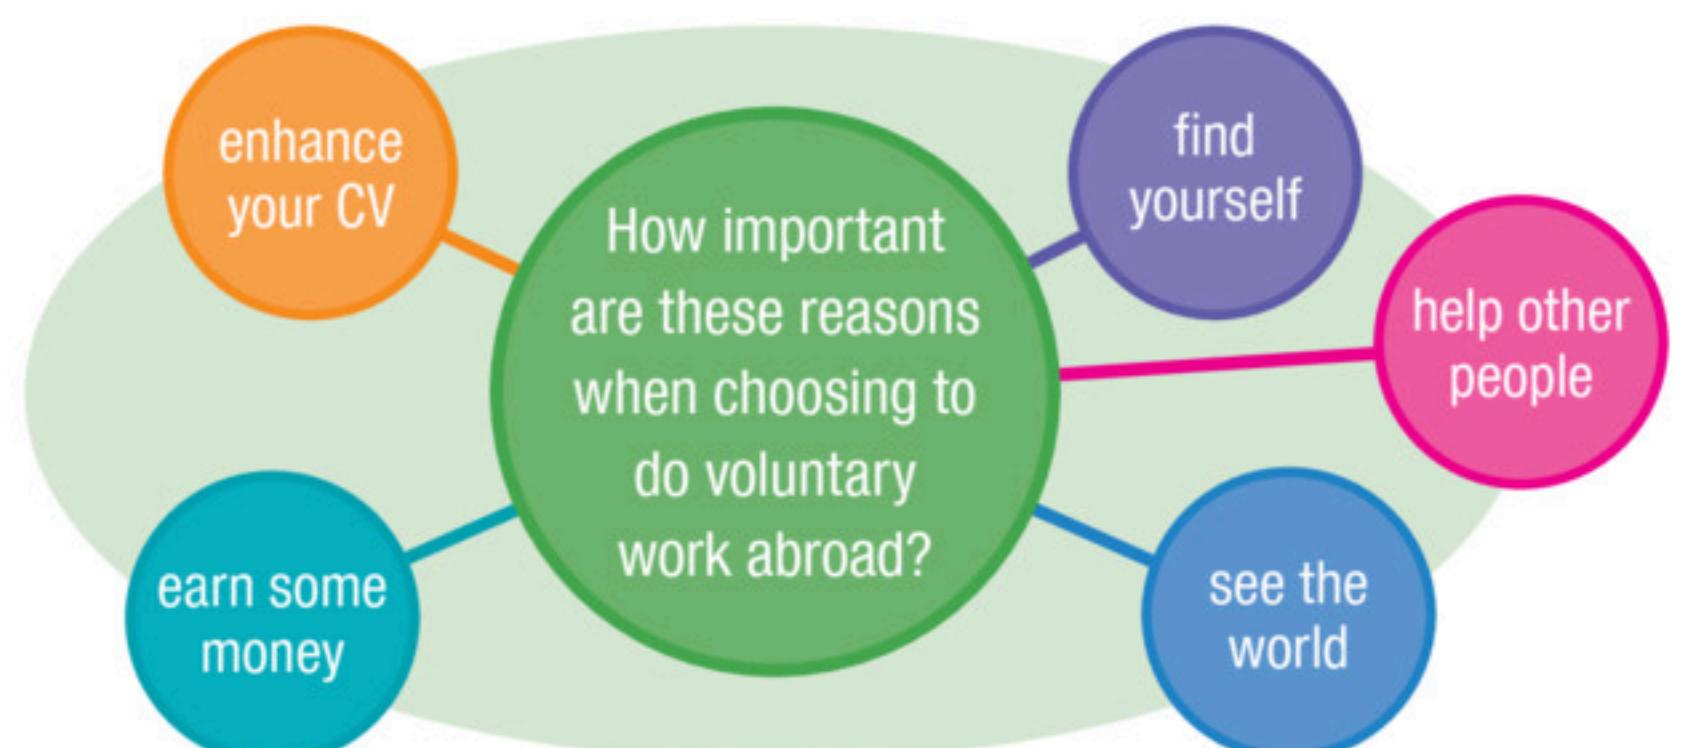 enhance
your CV
find
yourself
How important
are these reasons
when choosing to
do voluntary
work abroad?
help other
people
earn some
money
see the
world